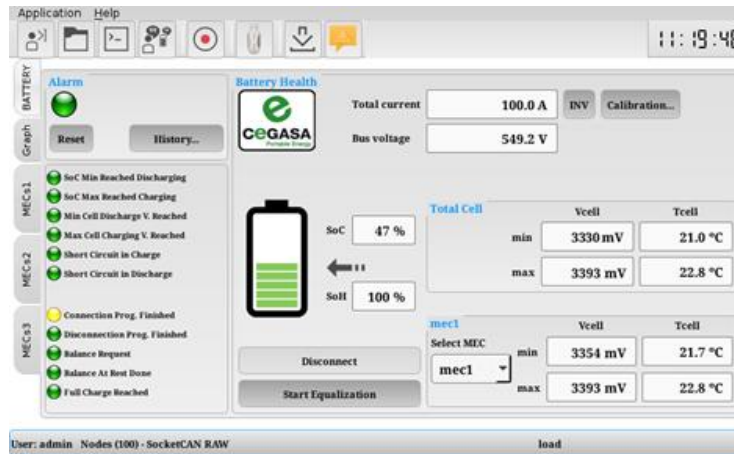 Application Help
11:19:48
BATTERY
Graph
MECs1
MECs2
MECs3
Alarm
Reset
History...
SoC Min Reached Discharging
SoC Max Reached Charging
Min Cell Discharge V. Reached
Max Cell Charging V. Reached
Short Circuit in Charge
Short Circuit in Discharge
Connection Prog. Finished
Disconnection Prog. Finished
Balance Request
Balance At Rest Done
Full Charge Reached
Battery Health
CEGASA
Portable Energy
Total current 100.0 A INV Calibration...
Bus voltage 549.2 V
SoC 47 %
SoH 100 %
Disconnect
Start Equalization
Total Cell
Vcell Tcell
min 3330 mV 21.0 °C
max 3393 mV 22.8 °C
mec1
Vcell Tcell
Select MEC
mec1
min 3354 mV 21.7 °C
max 3393 mV 22.8 °C
User: admin Nodes (100) - SocketCAN RAW load